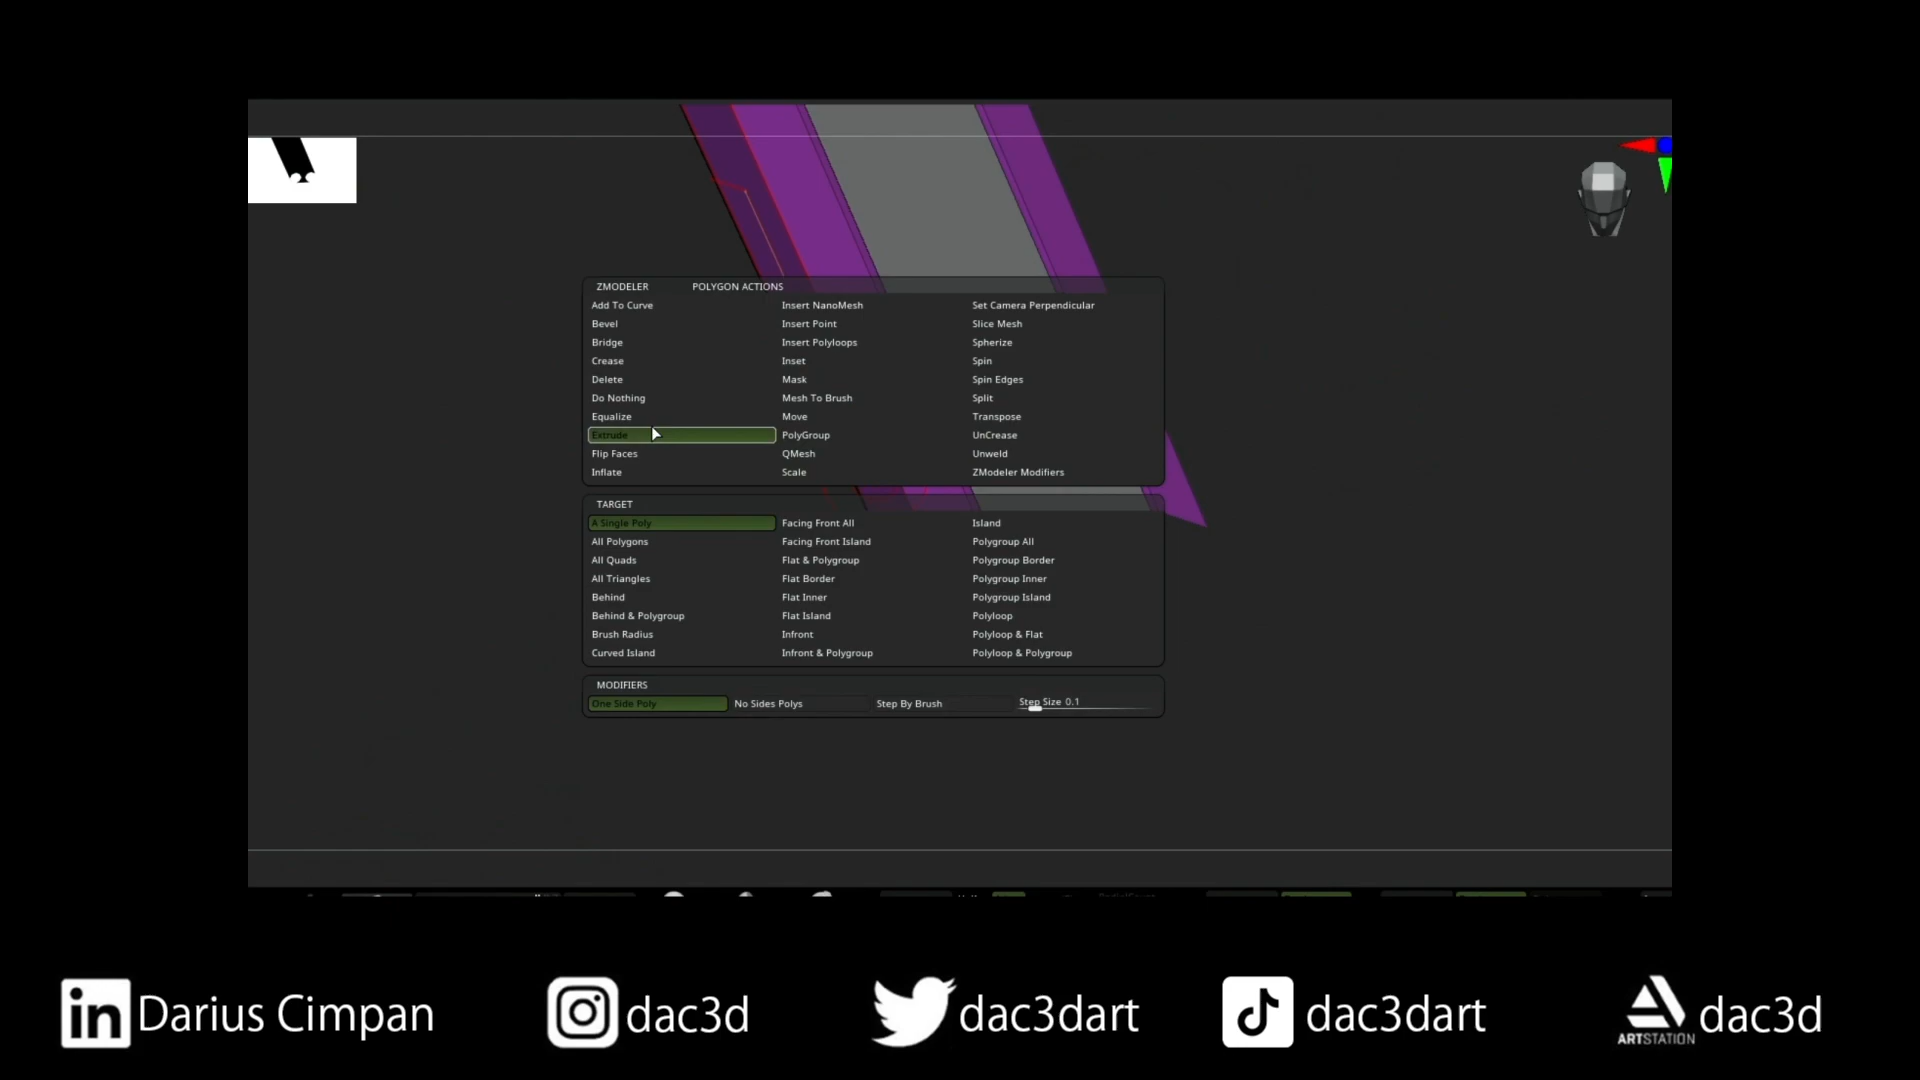 ZMODELER POLYGON ACTIONS
Add To Curve Insert NanoMesh Set Camera Perpendicular
Bevel Insert Point Slice Mesh
Bridge Insert Polyloops Spherize
Crease Inset Spin
Delete Mask Spin Edges
Do Nothing Mesh To Brush Split
Equalize Move Transpose
Extrude PolyGroup UnCrease
Flip Faces QMesh Unweld
Inflate Scale ZModeler Modifiers
TARGET
A Single Poly Facing Front All Island
All Polygons Facing Front Island Polygroup All
All Quads Flat & Polygroup Polygroup Border
All Triangles Flat Border Polygroup Inner
Behind Flat Inner Polygroup Island
Behind & Polygroup Flat Island Polyloop
Brush Radius Infront Polyloop & Flat
Curved Island Infront & Polygroup Polyloop & Polygroup
MODIFIERS
One Side Poly No Sides Polys Step By Brush Step Size 0.1
in Darius Cimpan dac3d dac3dart dac3dart ARTSTATION dac3d